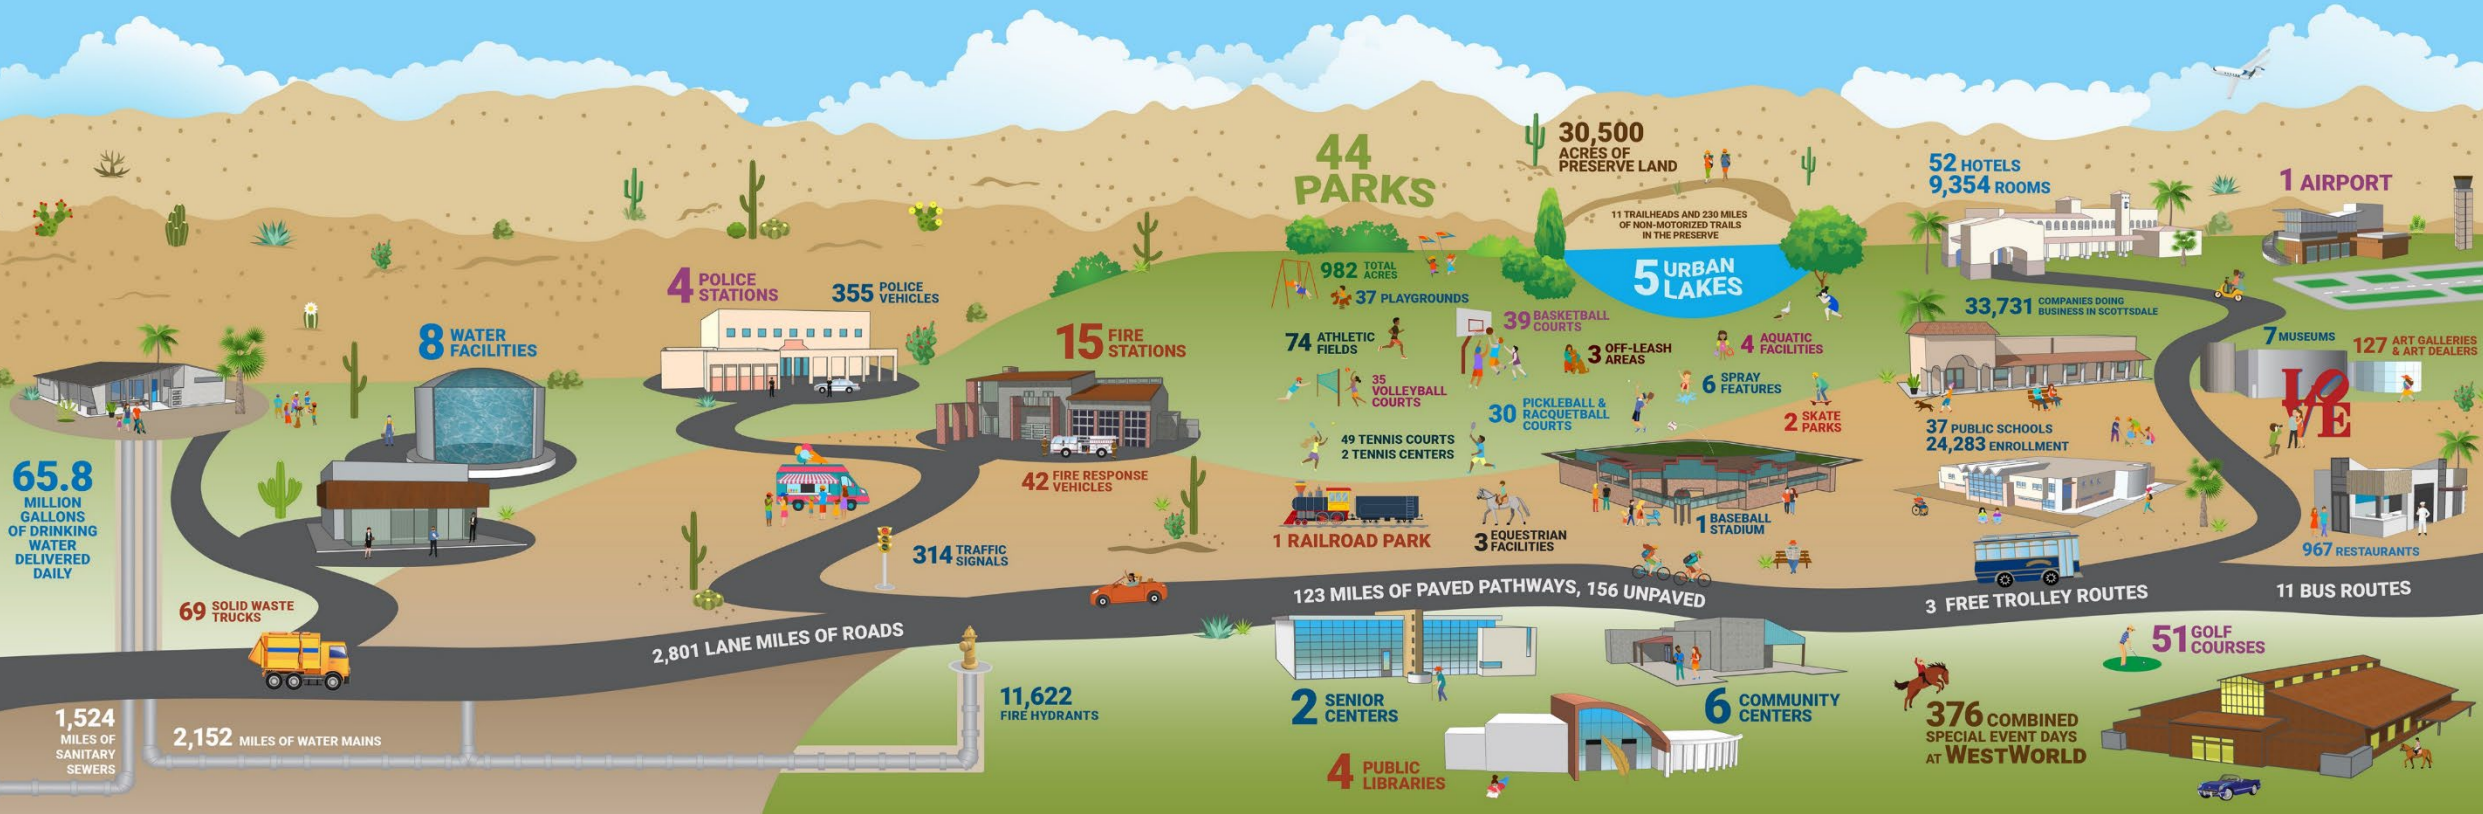 65.8
MILLION
GALLONS
OF DRINKING
WATER
DELIVERED
DAILY
8 WATER
FACILITIES
69 SOLID WASTE
TRUCKS
1,524
MILES OF
SANITARY
SEWERS
2,152 MILES OF WATER MAINS
4 POLICE
STATIONS
355 POLICE
VEHICLES
15 FIRE
STATIONS
42 FIRE RESPONSE
VEHICLES
314 TRAFFIC
SIGNALS
2,801 LANE MILES OF ROADS
11,622
FIRE HYDRANTS
44
PARKS
982 TOTAL
ACRES
37 PLAYGROUNDS
74 ATHLETIC
FIELDS
39 BASKETBALL
COURTS
3 OFF-LEASH
AREAS
4 AQUATIC
FACILITIES
35
VOLLEYBALL
COURTS
6 SPRAY
FEATURES
30 PICKLEBALL &
RACQUETBALL
COURTS
2 SKATE
PARKS
49 TENNIS COURTS
2 TENNIS CENTERS
1 RAILROAD PARK
3 EQUESTRIAN
FACILITIES
1 BASEBALL
STADIUM
30,500
ACRES OF
PRESERVE LAND
11 TRAILHEADS AND 230 MILES
OF NON-MOTORIZED TRAILS
IN THE PRESERVE
5 URBAN
LAKES
123 MILES OF PAVED PATHWAYS, 156 UNPAVED
2 SENIOR
CENTERS
6 COMMUNITY
CENTERS
4 PUBLIC
LIBRARIES
52 HOTELS
9,354 ROOMS
1 AIRPORT
33,731 COMPANIES DOING
BUSINESS IN SCOTTSDALE
7 MUSEUMS
127 ART GALLERIES
& ART DEALERS
LOVE
37 PUBLIC SCHOOLS
24,283 ENROLLMENT
967 RESTAURANTS
3 FREE TROLLEY ROUTES
11 BUS ROUTES
51 GOLF
COURSES
376 COMBINED
SPECIAL EVENT DAYS
AT WESTWORLD